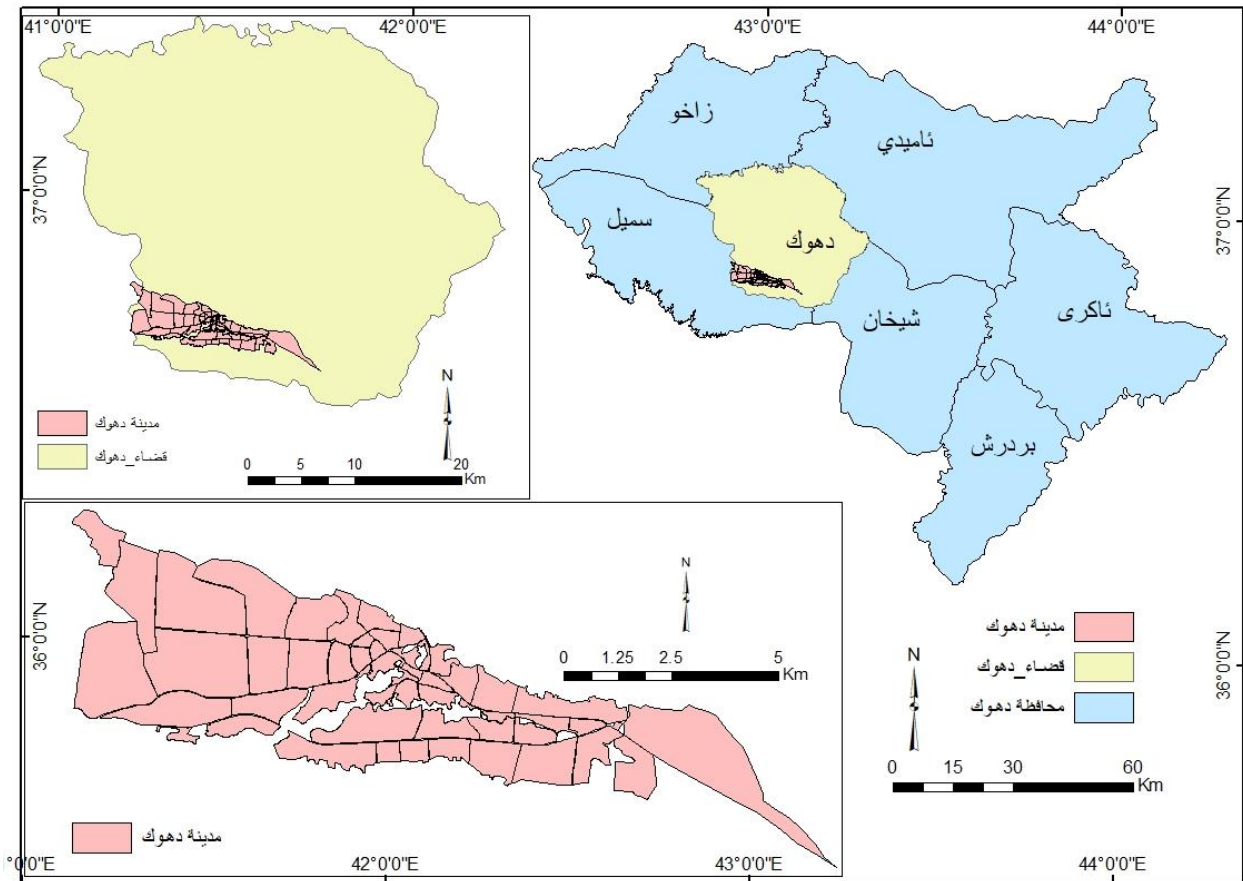 41°0'0"E
42°0'0"E
43°0'0"E
44°0'0"E
37°0'0"N
37°0'0"N
زاخو
ئاميدي
سميل
دهوك
شيخان
ئاكرى
بردرش
N
مدينة دهوك
قضاء_دهوك
0 5 10 20
Km
N
0 1.25 2.5 5
Km
36°0'0"N
36°0'0"N
مدينة دهوك
مدينة دهوك
قضاء_دهوك
محافظة دهوك
N
0 15 30 60
Km
°0'0"E
42°0'0"E
43°0'0"E
44°0'0"E